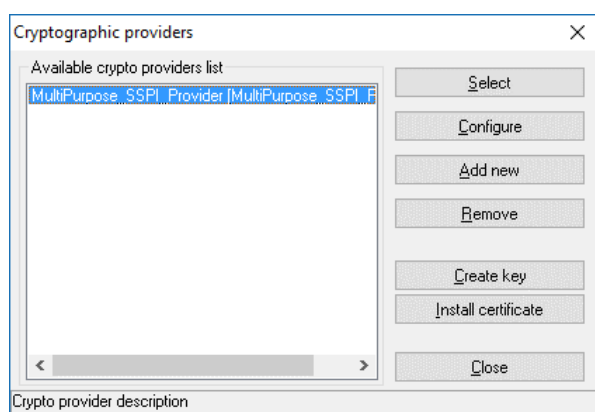 Cryptographic providers
Available crypto providers list
MultiPurpose_SSPI_Provider [MultiPurpose_SSPI_F
Select
Configure
Add new
Remove
Create key
Install certificate
Close
Crypto provider description